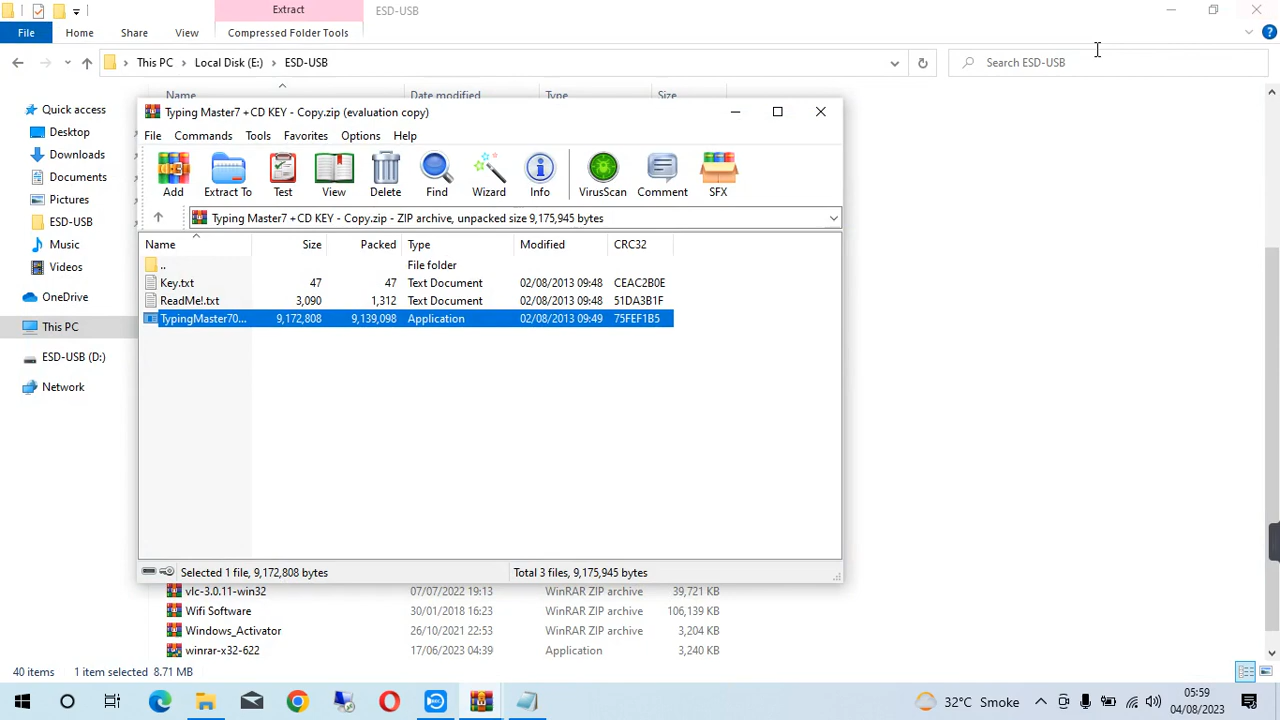 Extract
ESD-USB
File
Home
Share
View
Compressed Folder Tools
This PC
Local Disk (E:)
ESD-USB
Search ESD-USB
Name
Date modified
Type
Size
Quick access
Desktop
Downloads
Documents
Pictures
ESD-USB
Music
Videos
OneDrive
This PC
ESD-USB (D:)
Network
Typing Master7 +CD KEY - Copy.zip (evaluation copy)
File
Commands
Tools
Favorites
Options
Help
Add
Extract To
Test
View
Delete
Find
Wizard
Info
VirusScan
Comment
SFX
Typing Master7 +CD KEY - Copy.zip - ZIP archive, unpacked size 9,175,945 bytes
Name Size Packed Type Modified CRC32
.. File folder
Key.txt 47 47 Text Document 02/08/2013 09:48 CEAC2B0E
ReadMe!.txt 3,090 1,312 Text Document 02/08/2013 09:48 51DA3B1F
TypingMaster70... 9,172,808 9,139,098 Application 02/08/2013 09:49 75FEF1B5
Selected 1 file, 9,172,808 bytes
Total 3 files, 9,175,945 bytes
vlc-3.0.11-win32 07/07/2022 19:13 WinRAR ZIP archive 39,721 KB
Wifi Software 30/01/2018 16:23 WinRAR ZIP archive 106,139 KB
Windows_Activator 26/10/2021 22:53 WinRAR ZIP archive 3,204 KB
winrar-x32-622 17/06/2023 04:39 Application 3,240 KB
40 items
1 item selected 8.71 MB
32°C Smoke
05:59
04/08/2023